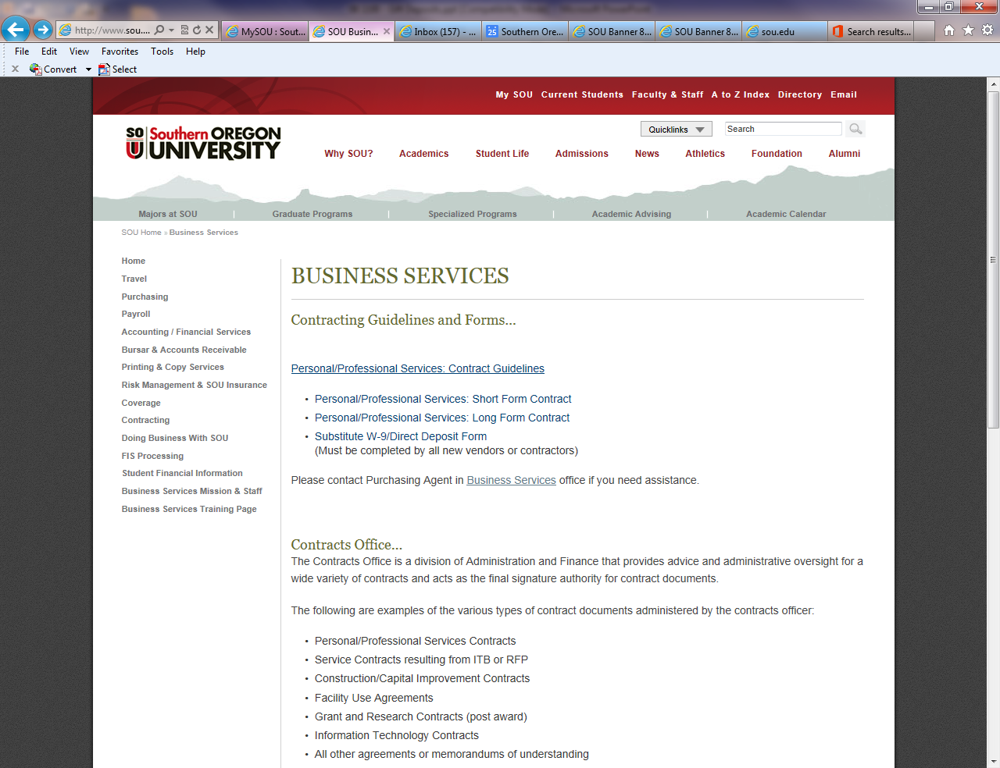 http://www.sou....
MySOU : Sout...
SOU Busin...
Inbox (157) - ...
25
Southern Ore...
SOU Banner 8...
SOU Banner 8...
sou.edu
Search results...
File Edit View Favorites Tools Help
x Convert Select
My SOU Current Students Faculty & Staff A to Z Index Directory Email
SO
U
Southern OREGON
UNIVERSITY
Quicklinks
Search
Why SOU? Academics Student Life Admissions News Athletics Foundation Alumni
Majors at SOU | Graduate Programs | Specialized Programs | Academic Advising | Academic Calendar
SOU Home » Business Services
Home
Travel
Purchasing
Payroll
Accounting / Financial Services
Bursar & Accounts Receivable
Printing & Copy Services
Risk Management & SOU Insurance
Coverage
Contracting
Doing Business With SOU
FIS Processing
Student Financial Information
Business Services Mission & Staff
Business Services Training Page
BUSINESS SERVICES
Contracting Guidelines and Forms...
Personal/Professional Services: Contract Guidelines
• Personal/Professional Services: Short Form Contract
• Personal/Professional Services: Long Form Contract
• Substitute W-9/Direct Deposit Form
(Must be completed by all new vendors or contractors)
Please contact Purchasing Agent in Business Services office if you need assistance.
Contracts Office...
The Contracts Office is a division of Administration and Finance that provides advice and administrative oversight for a
wide variety of contracts and acts as the final signature authority for contract documents.
The following are examples of the various types of contract documents administered by the contracts officer:
• Personal/Professional Services Contracts
• Service Contracts resulting from ITB or RFP
• Construction/Capital Improvement Contracts
• Facility Use Agreements
• Grant and Research Contracts (post award)
• Information Technology Contracts
• All other agreements or memorandums of understanding